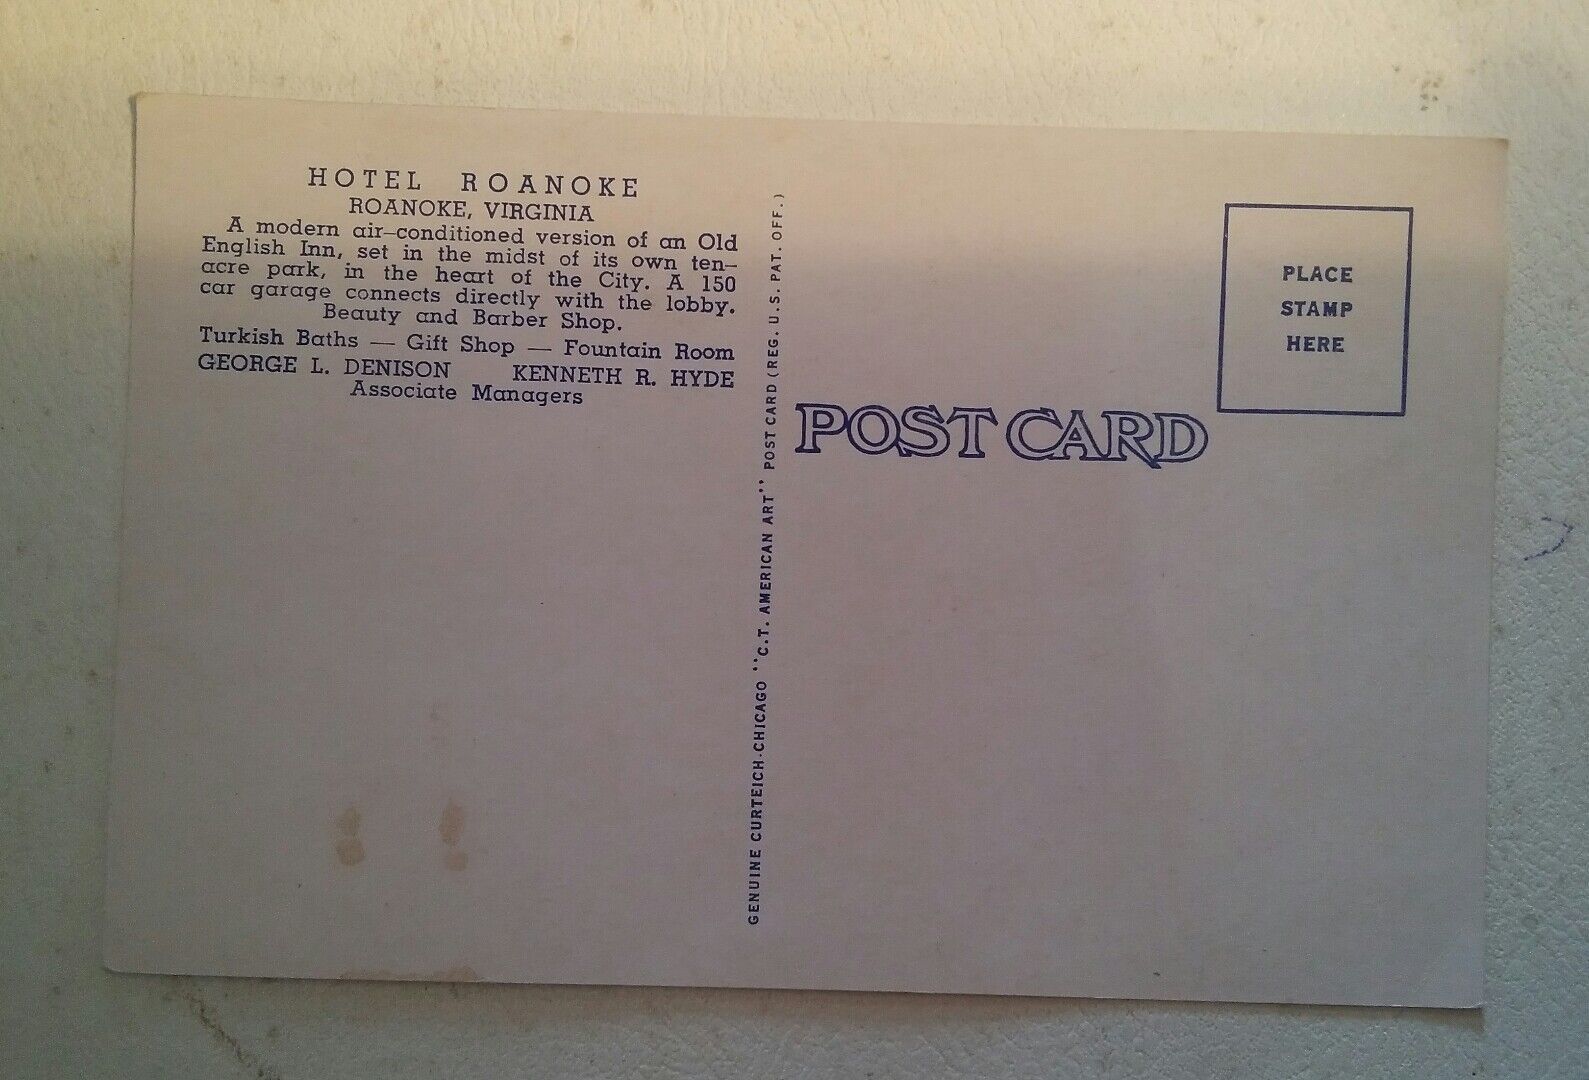 HOTEL ROANOKE
ROANOKE, VIRGINIA
A modern air-conditioned version of an Old
English Inn, set in the midst of its own ten-
acre park, in the heart of the City. A 150
car garage connects directly with the lobby.
Beauty and Barber Shop.
Turkish Baths — Gift Shop — Fountain Room
GEORGE L. DENISON KENNETH R. HYDE
Associate Managers
GENUINE CURTEICH-CHICAGO "C.T. AMERICAN ART" POST CARD (REG. U.S. PAT. OFF.)
POST CARD
PLACE
STAMP
HERE